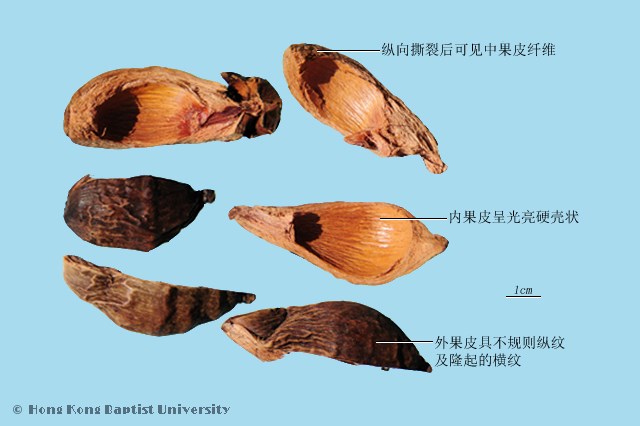 纵向撕裂后可见中果皮纤维
内果皮呈光亮硬壳状
1cm
外果皮具不规则纵纹
及隆起的横纹
© Hong Kong Baptist University